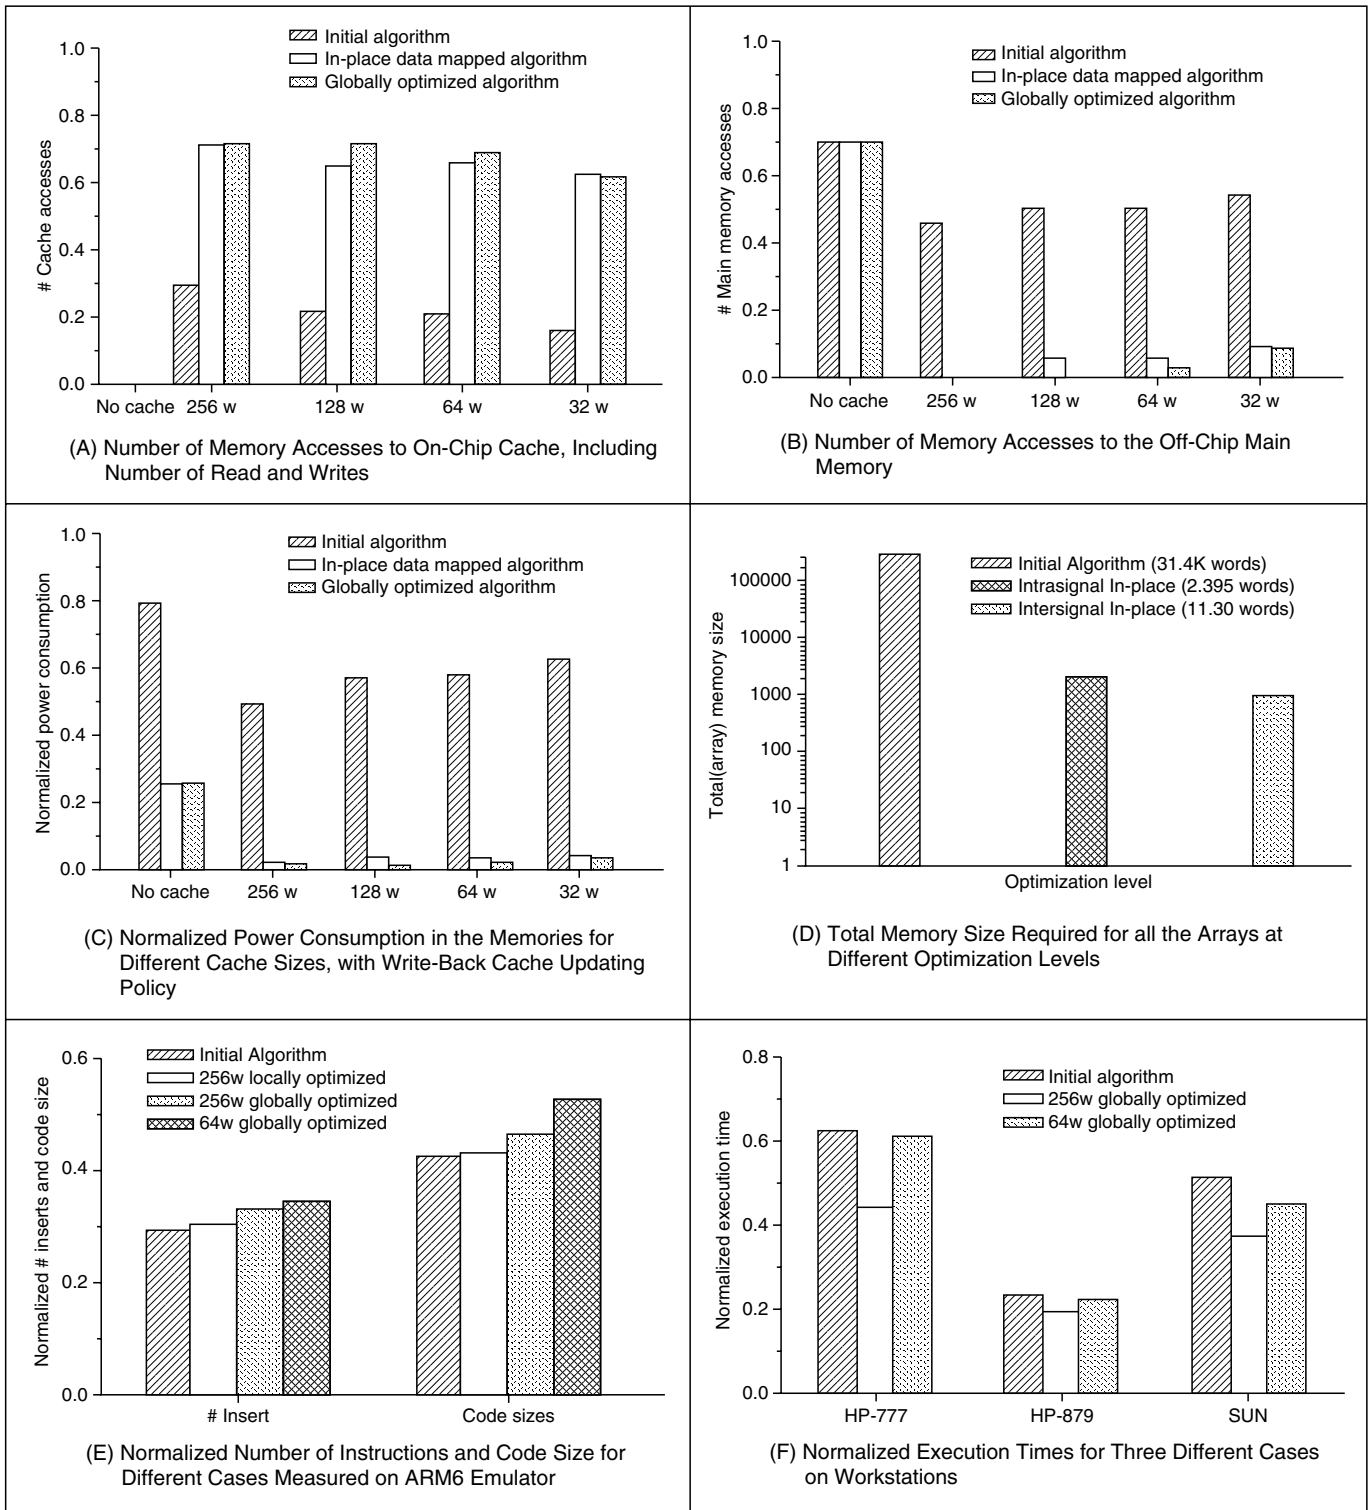 Initial algorithm
In-place data mapped algorithm
Globally optimized algorithm
1.0
0.8
0.6
0.4
0.2
0.0
# Cache accesses
No cache 256 w 128 w 64 w 32 w
(A) Number of Memory Accesses to On-Chip Cache, Including
Number of Read and Writes
Initial algorithm
In-place data mapped algorithm
Globally optimized algorithm
1.0
0.8
0.6
0.4
0.2
0.0
# Main memory accesses
No cache 256 w 128 w 64 w 32 w
(B) Number of Memory Accesses to the Off-Chip Main
Memory
Initial algorithm
In-place data mapped algorithm
Globally optimized algorithm
1.0
0.8
0.6
0.4
0.2
0.0
Normalized power consumption
No cache 256 w 128 w 64 w 32 w
(C) Normalized Power Consumption in the Memories for
Different Cache Sizes, with Write-Back Cache Updating
Policy
Initial Algorithm (31.4K words)
Intrasignal In-place (2.395 words)
Intersignal In-place (11.30 words)
100000
10000
1000
100
10
1
Total(array) memory size
Optimization level
(D) Total Memory Size Required for all the Arrays at
Different Optimization Levels
Initial Algorithm
256w locally optimized
256w globally optimized
64w globally optimized
0.6
0.4
0.2
0.0
Normalized # inserts and code size
# Insert Code sizes
(E) Normalized Number of Instructions and Code Size for
Different Cases Measured on ARM6 Emulator
Initial algorithm
256w globally optimized
64w globally optimized
0.8
0.6
0.4
0.2
0.0
Normalized execution time
HP-777 HP-879 SUN
(F) Normalized Execution Times for Three Different Cases
on Workstations